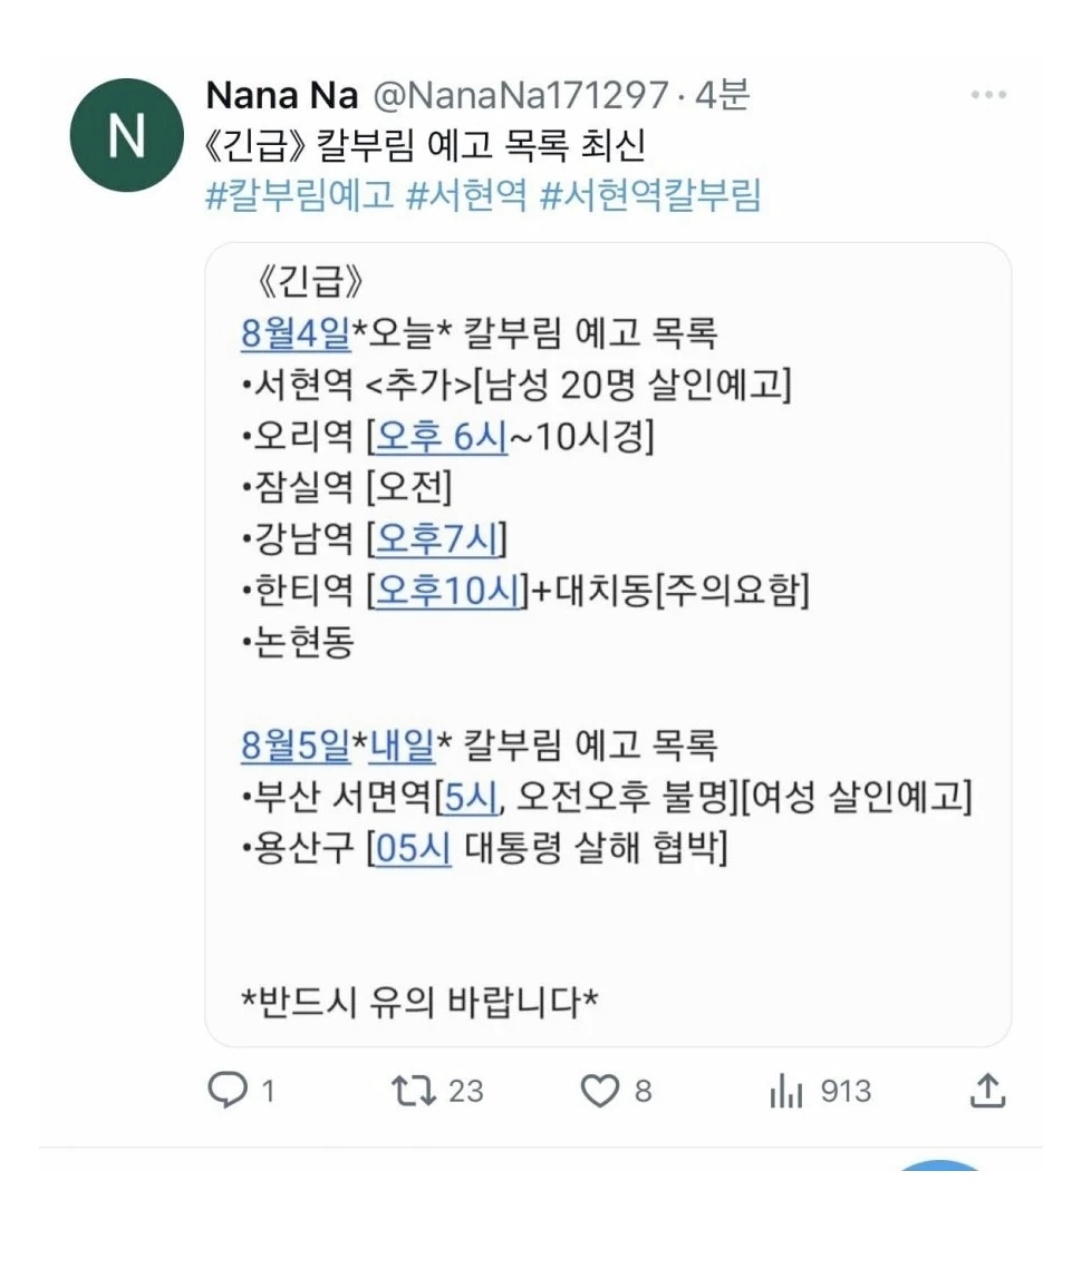 N
Nana Na @NanaNa171297 · 4분
《긴급》 칼부림 예고 목록 최신
#칼부림예고 #서현역 #서현역칼부림
《긴급》
8월4일*오늘* 칼부림 예고 목록
•서현역 <추가>[남성 20명 살인예고]
•오리역 [오후 6시~10시경]
•잠실역 [오전]
•강남역 [오후7시]
•한티역 [오후10시]+대치동[주의요함]
•논현동
8월5일*내일* 칼부림 예고 목록
•부산 서면역[5시, 오전오후 불명][여성 살인예고]
•용산구 [05시 대통령 살해 협박]
*반드시 유의 바랍니다*
1 23 8 913